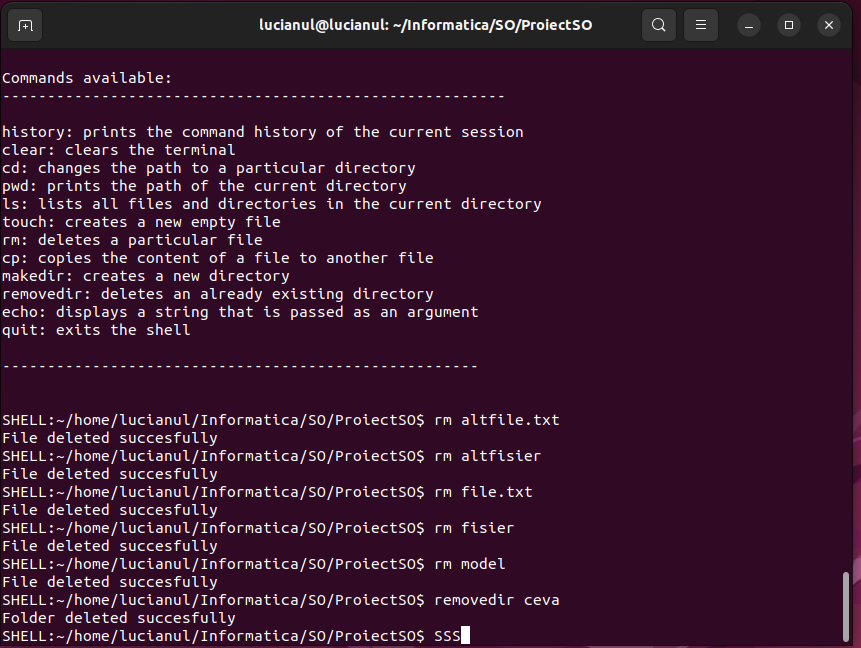 lucianul@lucianul: ~/Informatica/SO/ProiectSO
Commands available:
--------------------------------------------------------
history: prints the command history of the current session
clear: clears the terminal
cd: changes the path to a particular directory
pwd: prints the path of the current directory
ls: lists all files and directories in the current directory
touch: creates a new empty file
rm: deletes a particular file
cp: copies the content of a file to another file
makedir: creates a new directory
removedir: deletes an already existing directory
echo: displays a string that is passed as an argument
quit: exits the shell
-----------------------------------------------------
SHELL:~/home/lucianul/Informatica/SO/ProiectSO$ rm altfile.txt
File deleted succesfully
SHELL:~/home/lucianul/Informatica/SO/ProiectSO$ rm altfisier
File deleted succesfully
SHELL:~/home/lucianul/Informatica/SO/ProiectSO$ rm file.txt
File deleted succesfully
SHELL:~/home/lucianul/Informatica/SO/ProiectSO$ rm fisier
File deleted succesfully
SHELL:~/home/lucianul/Informatica/SO/ProiectSO$ rm model
File deleted succesfully
SHELL:~/home/lucianul/Informatica/SO/ProiectSO$ removedir ceva
Folder deleted succesfully
SHELL:~/home/lucianul/Informatica/SO/ProiectSO$ SSS